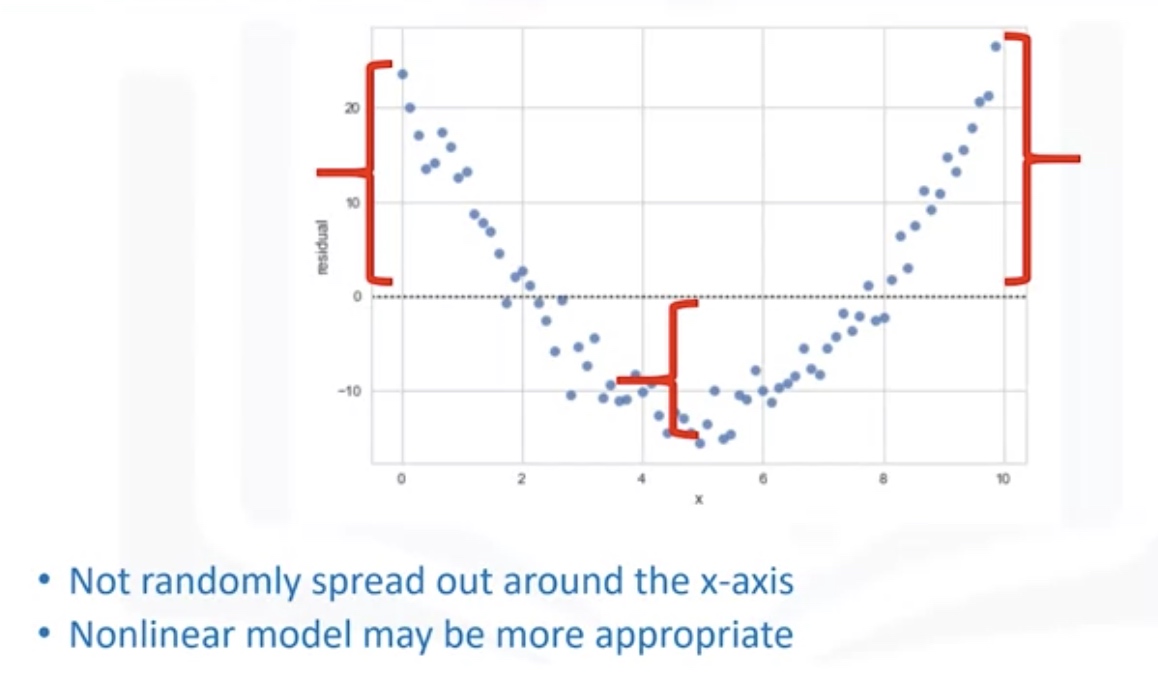 20
10
residual
0
−10
0 2 4 6 8 10
x
• Not randomly spread out around the x-axis
• Nonlinear model may be more appropriate